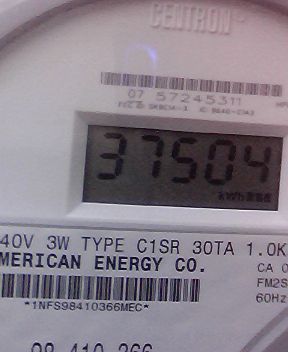 CENTRON
07 57245311
37504
kWh
40V 3W TYPE C1SR 30TA 1.0K
MERICAN ENERGY CO.
CA 0
FM2S
60Hz
*1NFS98410366MEC*
98 410 366